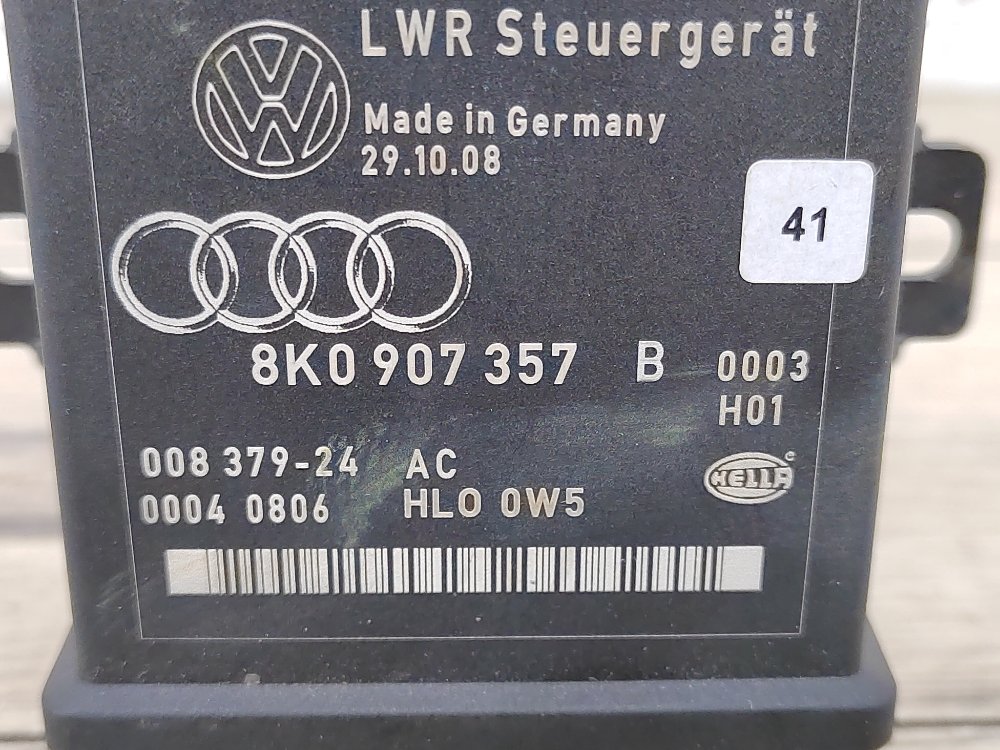 LWR Steuergerät
Made in Germany
29.10.08
41
8K0 907 357 B 0003
H01
008 379-24 AC
0004 0806 HLO 0W5
HELLA